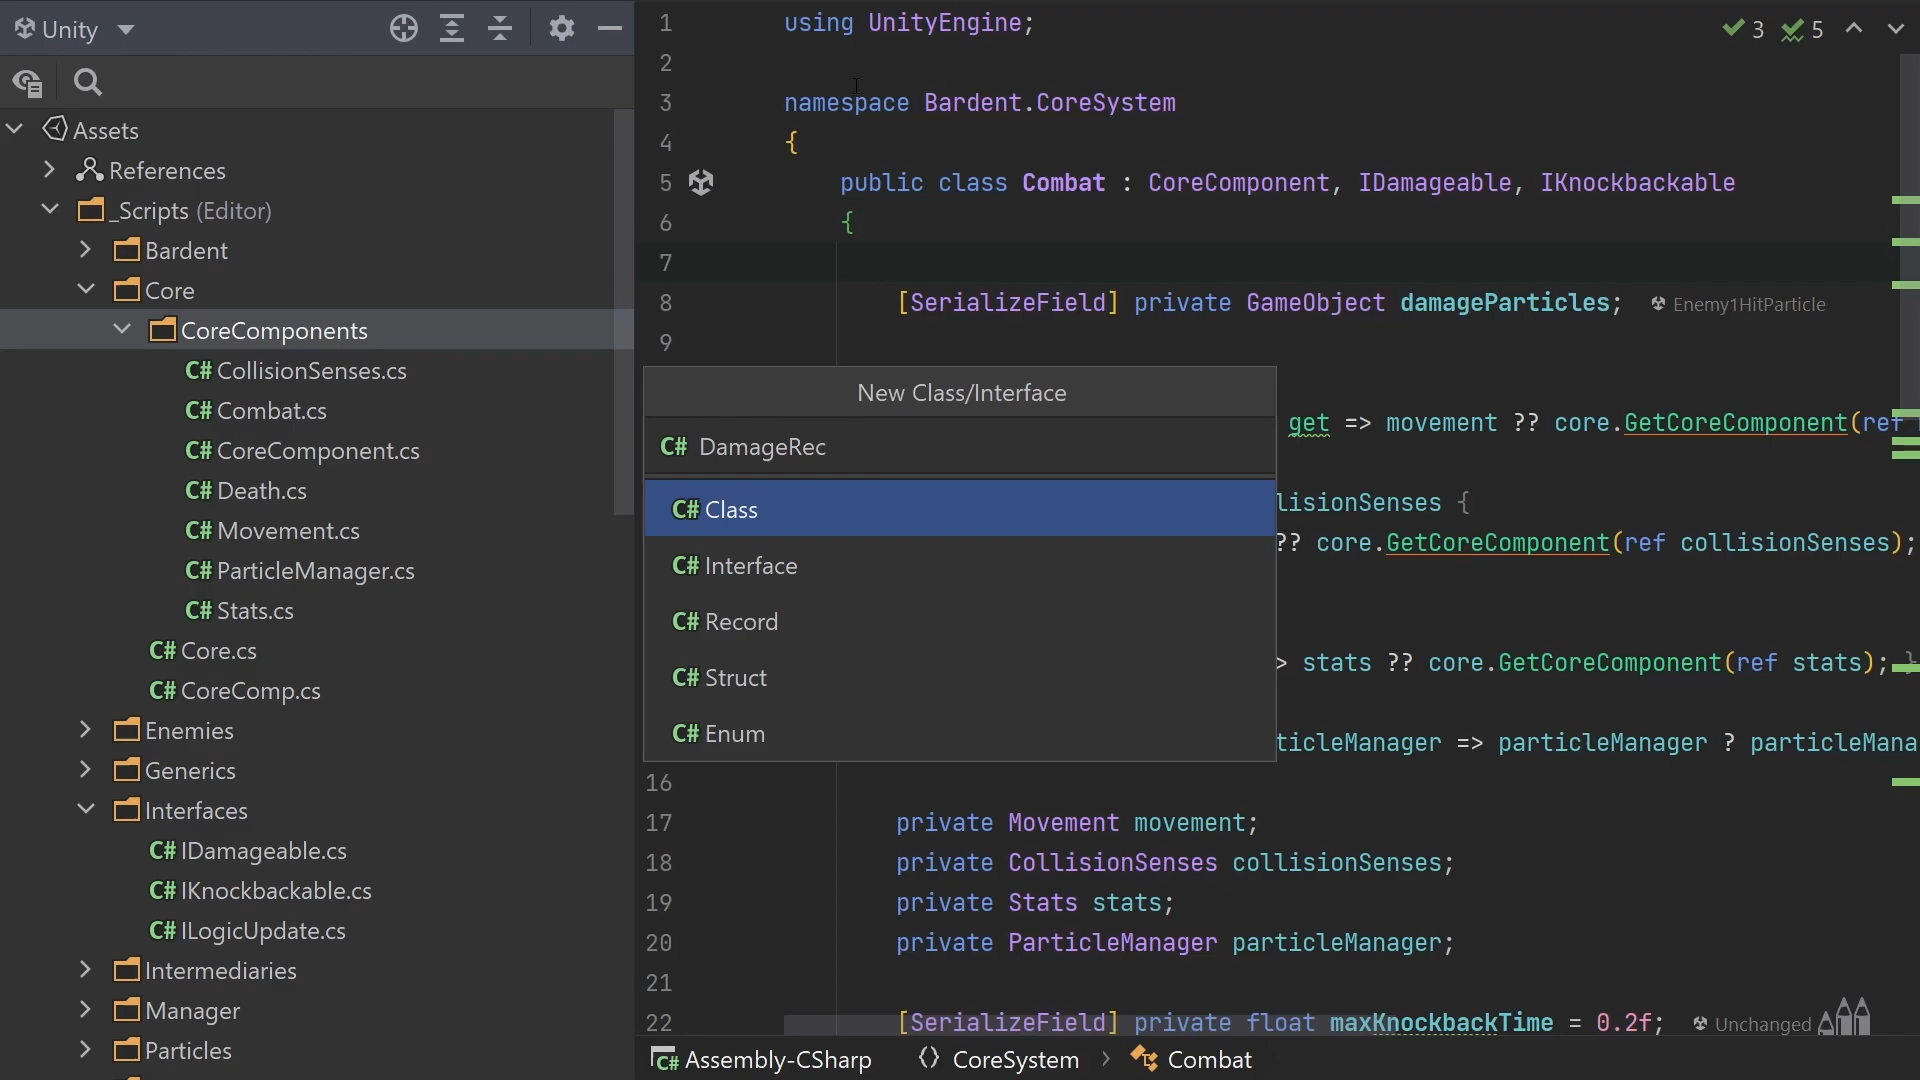 Unity
Assets
References
_Scripts (Editor)
Bardent
Core
CoreComponents
C# CollisionSenses.cs
C# Combat.cs
C# CoreComponent.cs
C# Death.cs
C# Movement.cs
C# ParticleManager.cs
C# Stats.cs
C# Core.cs
C# CoreComp.cs
Enemies
Generics
Interfaces
C# IDamageable.cs
C# IKnockbackable.cs
C# ILogicUpdate.cs
Intermediaries
Manager
Particles
3 5
1 using UnityEngine;
2
3 namespace Bardent.CoreSystem
4 {
5 public class Combat : CoreComponent, IDamageable, IKnockbackable
6 {
7
8 [SerializeField] private GameObject damageParticles; Enemy1HitParticle
9
New Class/Interface
C# DamageRec
C# Class
C# Interface
C# Record
C# Struct
C# Enum
get => movement ?? core.GetCoreComponent(ref
lisionSenses {
?? core.GetCoreComponent(ref collisionSenses);
> stats ?? core.GetCoreComponent(ref stats); }
ticleManager => particleManager ? particleMana
16
17 private Movement movement;
18 private CollisionSenses collisionSenses;
19 private Stats stats;
20 private ParticleManager particleManager;
21
22 [SerializeField] private float maxKnockbackTime = 0.2f; Unchanged
C# Assembly-CSharp {} CoreSystem > Combat